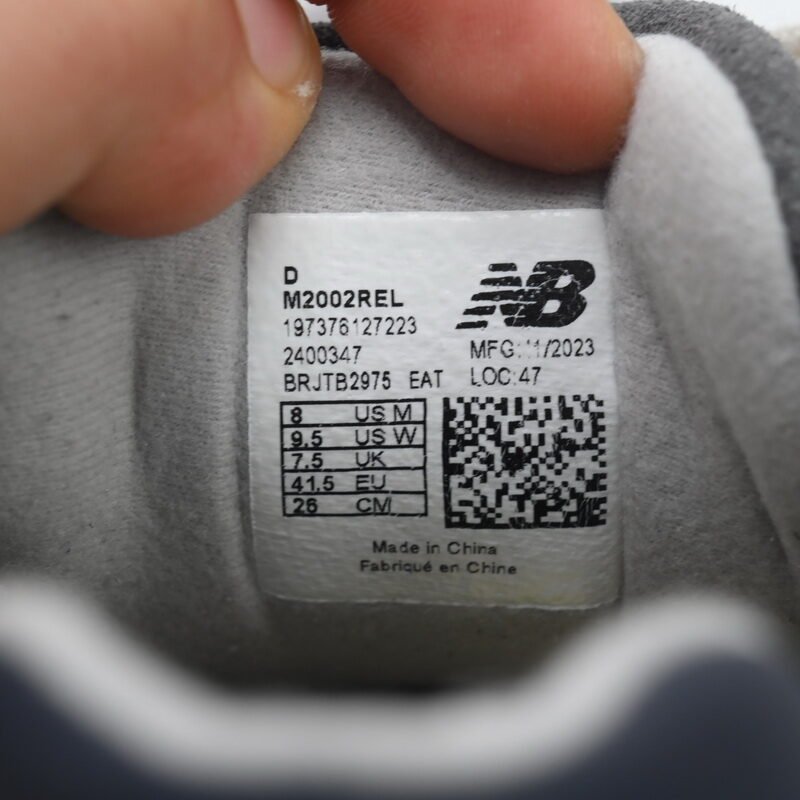 D
M2002REL
NB
197376127223
2400347
MFG:11/2023
BRJTB2975 EAT
LOC:47
8 US M
9.5 US W
7.5 UK
41.5 EU
26 CM
Made in China
Fabriqué en Chine